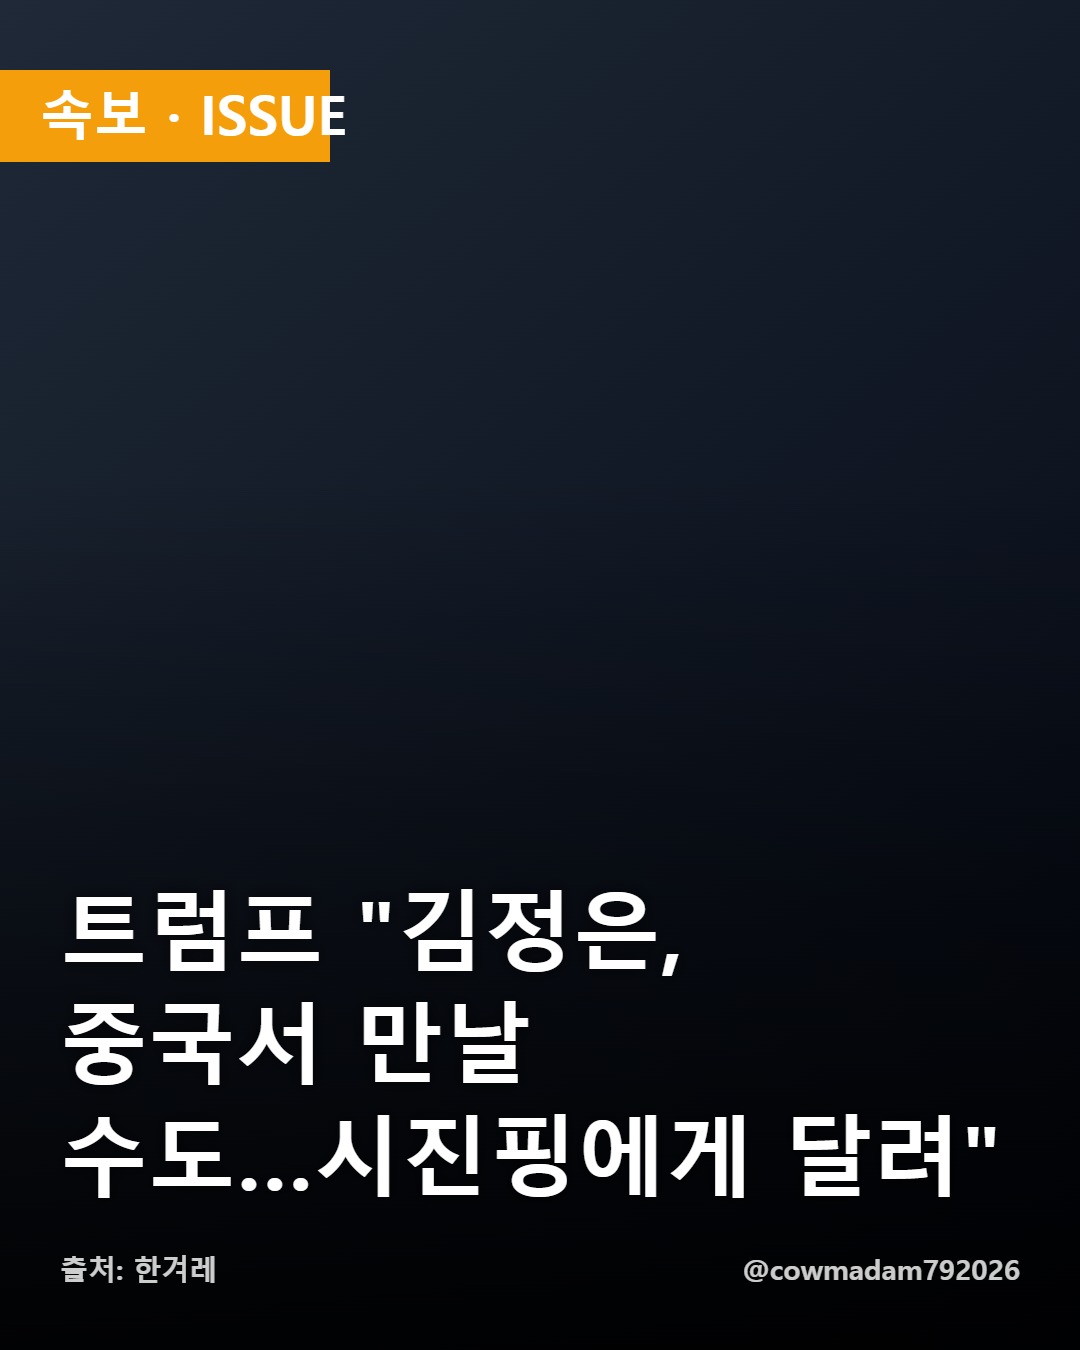 속보 · ISSUE
트럼프 "김정은,
중국서 만날
수도...시진핑에게 달려"
출처: 한겨레
@cowmadam792026